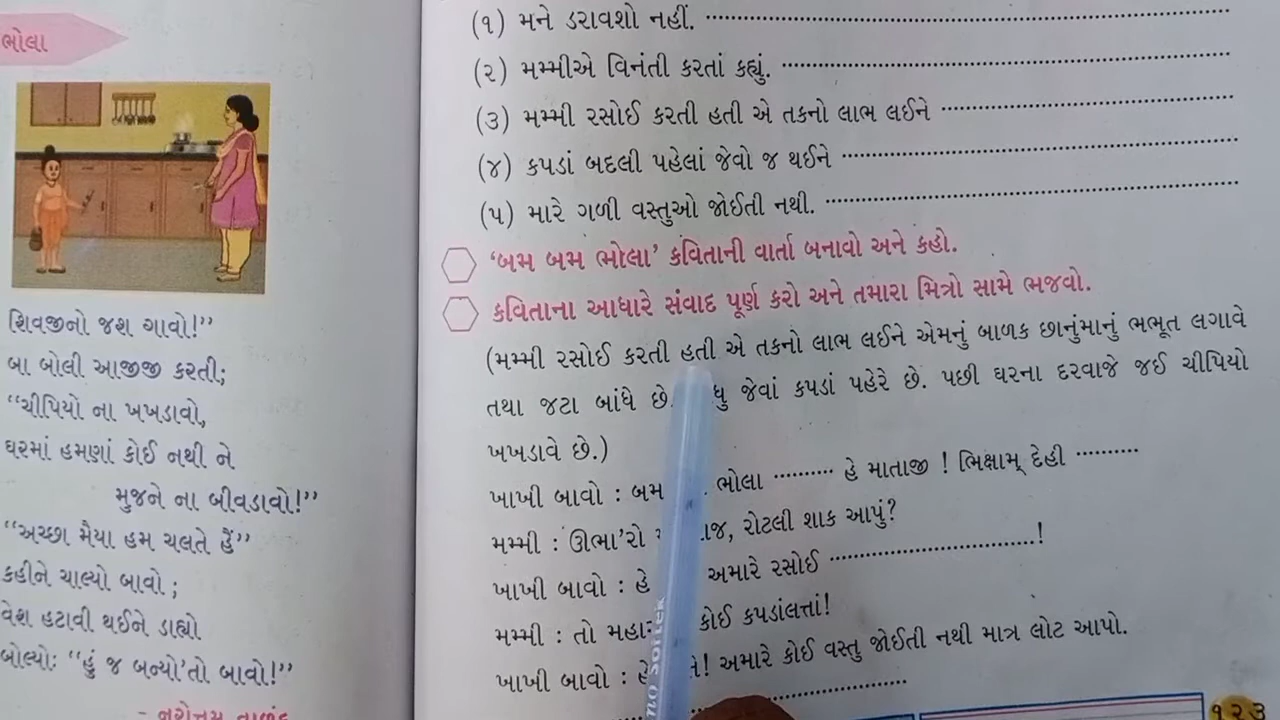 ભોલા
શિવજીનો જશ ગાવો!”
બા બોલી આજીજી કરતી;
“ચીપિયો ના ખખડાવો,
ઘરમાં હમણાં કોઈ નથી ને
મુજને ના બીવડાવો!”
“અચ્છા મૈયા હમ ચલતે હૈં”
કહીને ચાલ્યો બાવો ;
વેશ હટાવી થઈને ડાહ્યો
બોલ્યોઃ “હું જ બન્યો’તો બાવો!”
(૧) મને ડરાવશો નહીં. ....................
(૨) મમ્મીએ વિનંતી કરતાં કહ્યું. ....................
(૩) મમ્મી રસોઈ કરતી હતી એ તકનો લાભ લઈને ....................
(૪) કપડાં બદલી પહેલાં જેવો જ થઈને ....................
(૫) મારે ગળી વસ્તુઓ જોઈતી નથી. ....................
‘બમ બમ ભોલા’ કવિતાની વાર્તા બનાવો અને કહો.
કવિતાના આધારે સંવાદ પૂર્ણ કરો અને તમારા મિત્રો સામે ભજવો.
(મમ્મી રસોઈ કરતી હતી એ તકનો લાભ લઈને એમનું બાળક છાનુંમાનું ભભૂત લગાવે
તથા જટા બાંધે છે. જેવાં કપડાં પહેરે છે. પછી ઘરના દરવાજે જઈ ચીપિયો
ખખડાવે છે.)
ખાખી બાવો : બમ ભોલા .......... હે માતાજી ! ભિક્ષામ્ દેહી ..........
મમ્મી : ઊભા’રો રોટલી શાક આપું?
ખાખી બાવો : હે અમારે રસોઈ ....................!
મમ્મી : તો કોઈ કપડાંલત્તાં!
ખાખી બાવો : અમારે કોઈ વસ્તુ જોઈતી નથી માત્ર લોટ આપો.
....................
૧૨૩